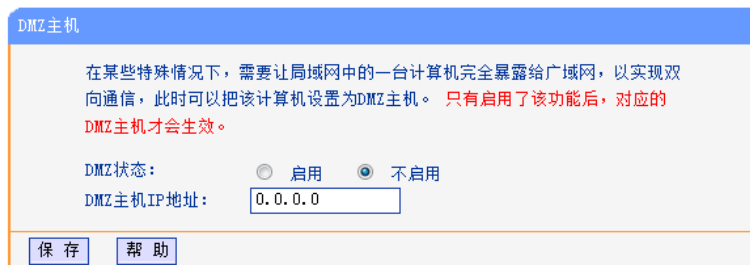 DMZ主机
在某些特殊情况下，需要让局域网中的一台计算机完全暴露给广域网，以实现双
向通信，此时可以把该计算机设置为DMZ主机。 只有启用了该功能后，对应的
DMZ主机才会生效。
DMZ状态： 启用 不启用
DMZ主机IP地址： 0.0.0.0
保 存 帮 助